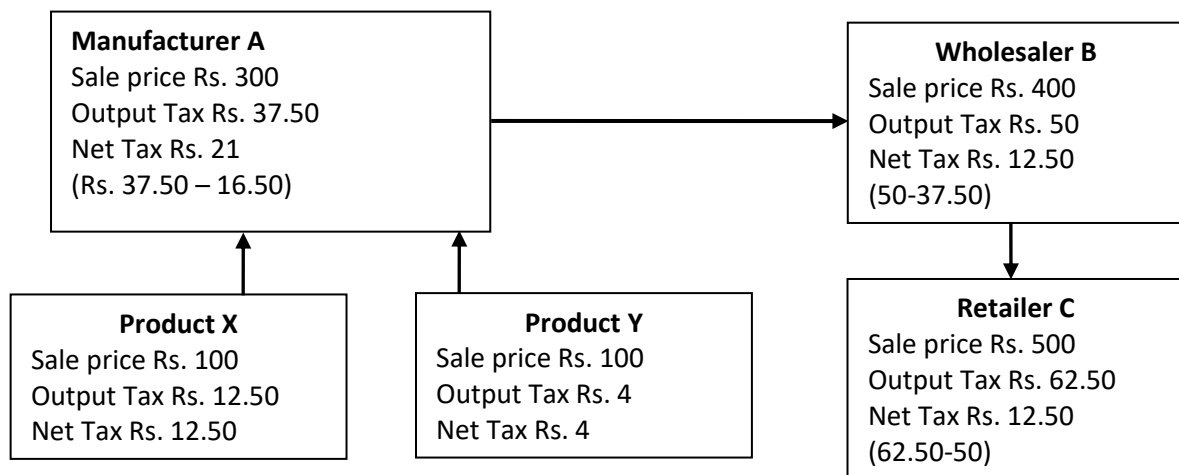 Manufacturer A
Sale price Rs. 300
Output Tax Rs. 37.50
Net Tax Rs. 21
(Rs. 37.50 – 16.50)
Wholesaler B
Sale price Rs. 400
Output Tax Rs. 50
Net Tax Rs. 12.50
(50-37.50)
Product X
Sale price Rs. 100
Output Tax Rs. 12.50
Net Tax Rs. 12.50
Product Y
Sale price Rs. 100
Output Tax Rs. 4
Net Tax Rs. 4
Retailer C
Sale price Rs. 500
Output Tax Rs. 62.50
Net Tax Rs. 12.50
(62.50-50)